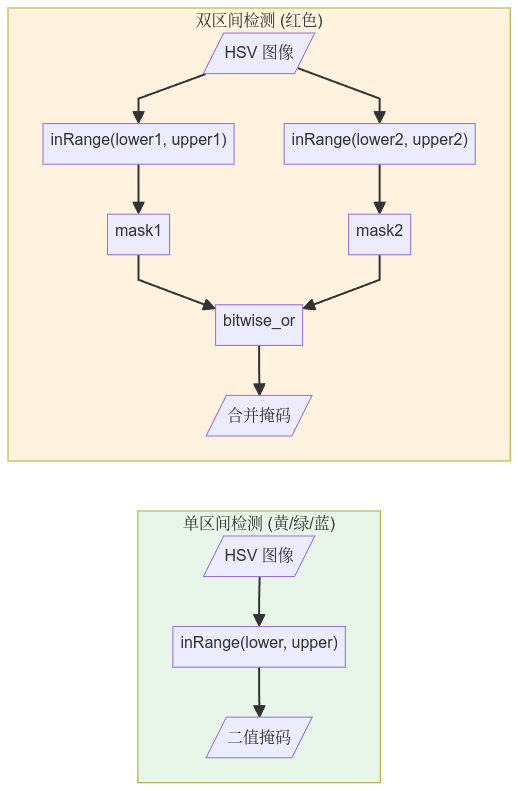 双区间检测 (红色)
HSV 图像
inRange(lower1, upper1)
inRange(lower2, upper2)
mask1
mask2
bitwise_or
合并掩码
单区间检测 (黄/绿/蓝)
HSV 图像
inRange(lower, upper)
二值掩码